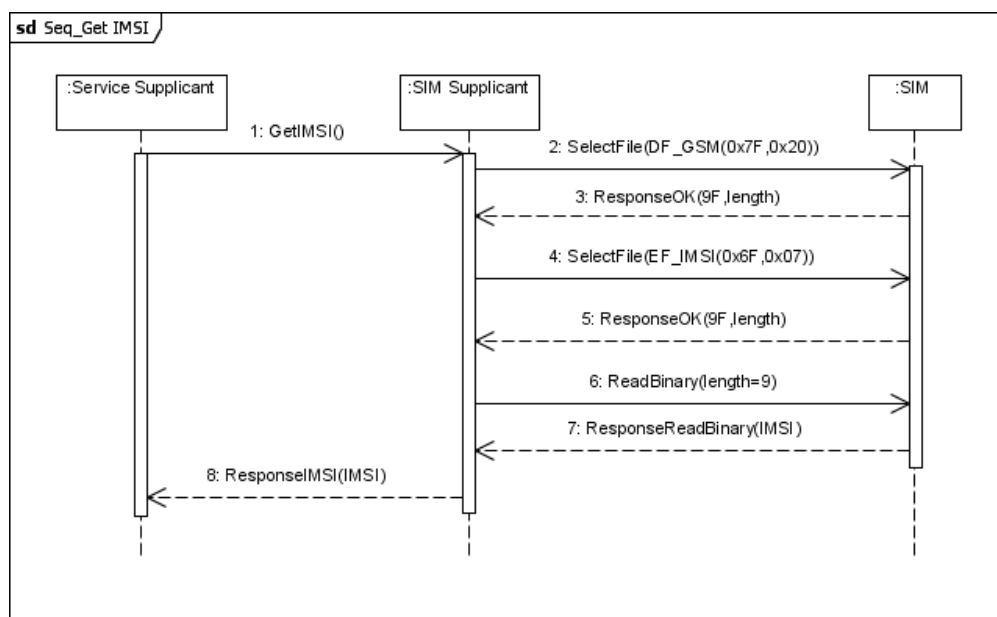 sd Seq_Get IMSI
:Service Supplicant
:SIM Supplicant
:SIM
1: GetIMSI()
2: SelectFile(DF_GSM(0x7F,0x20))
3: ResponseOK(9F,length)
4: SelectFile(EF_IMSI(0x6F,0x07))
5: ResponseOK(9F,length)
6: ReadBinary(length=9)
7: ResponseReadBinary(IMSI)
8: ResponseIMSI(IMSI)